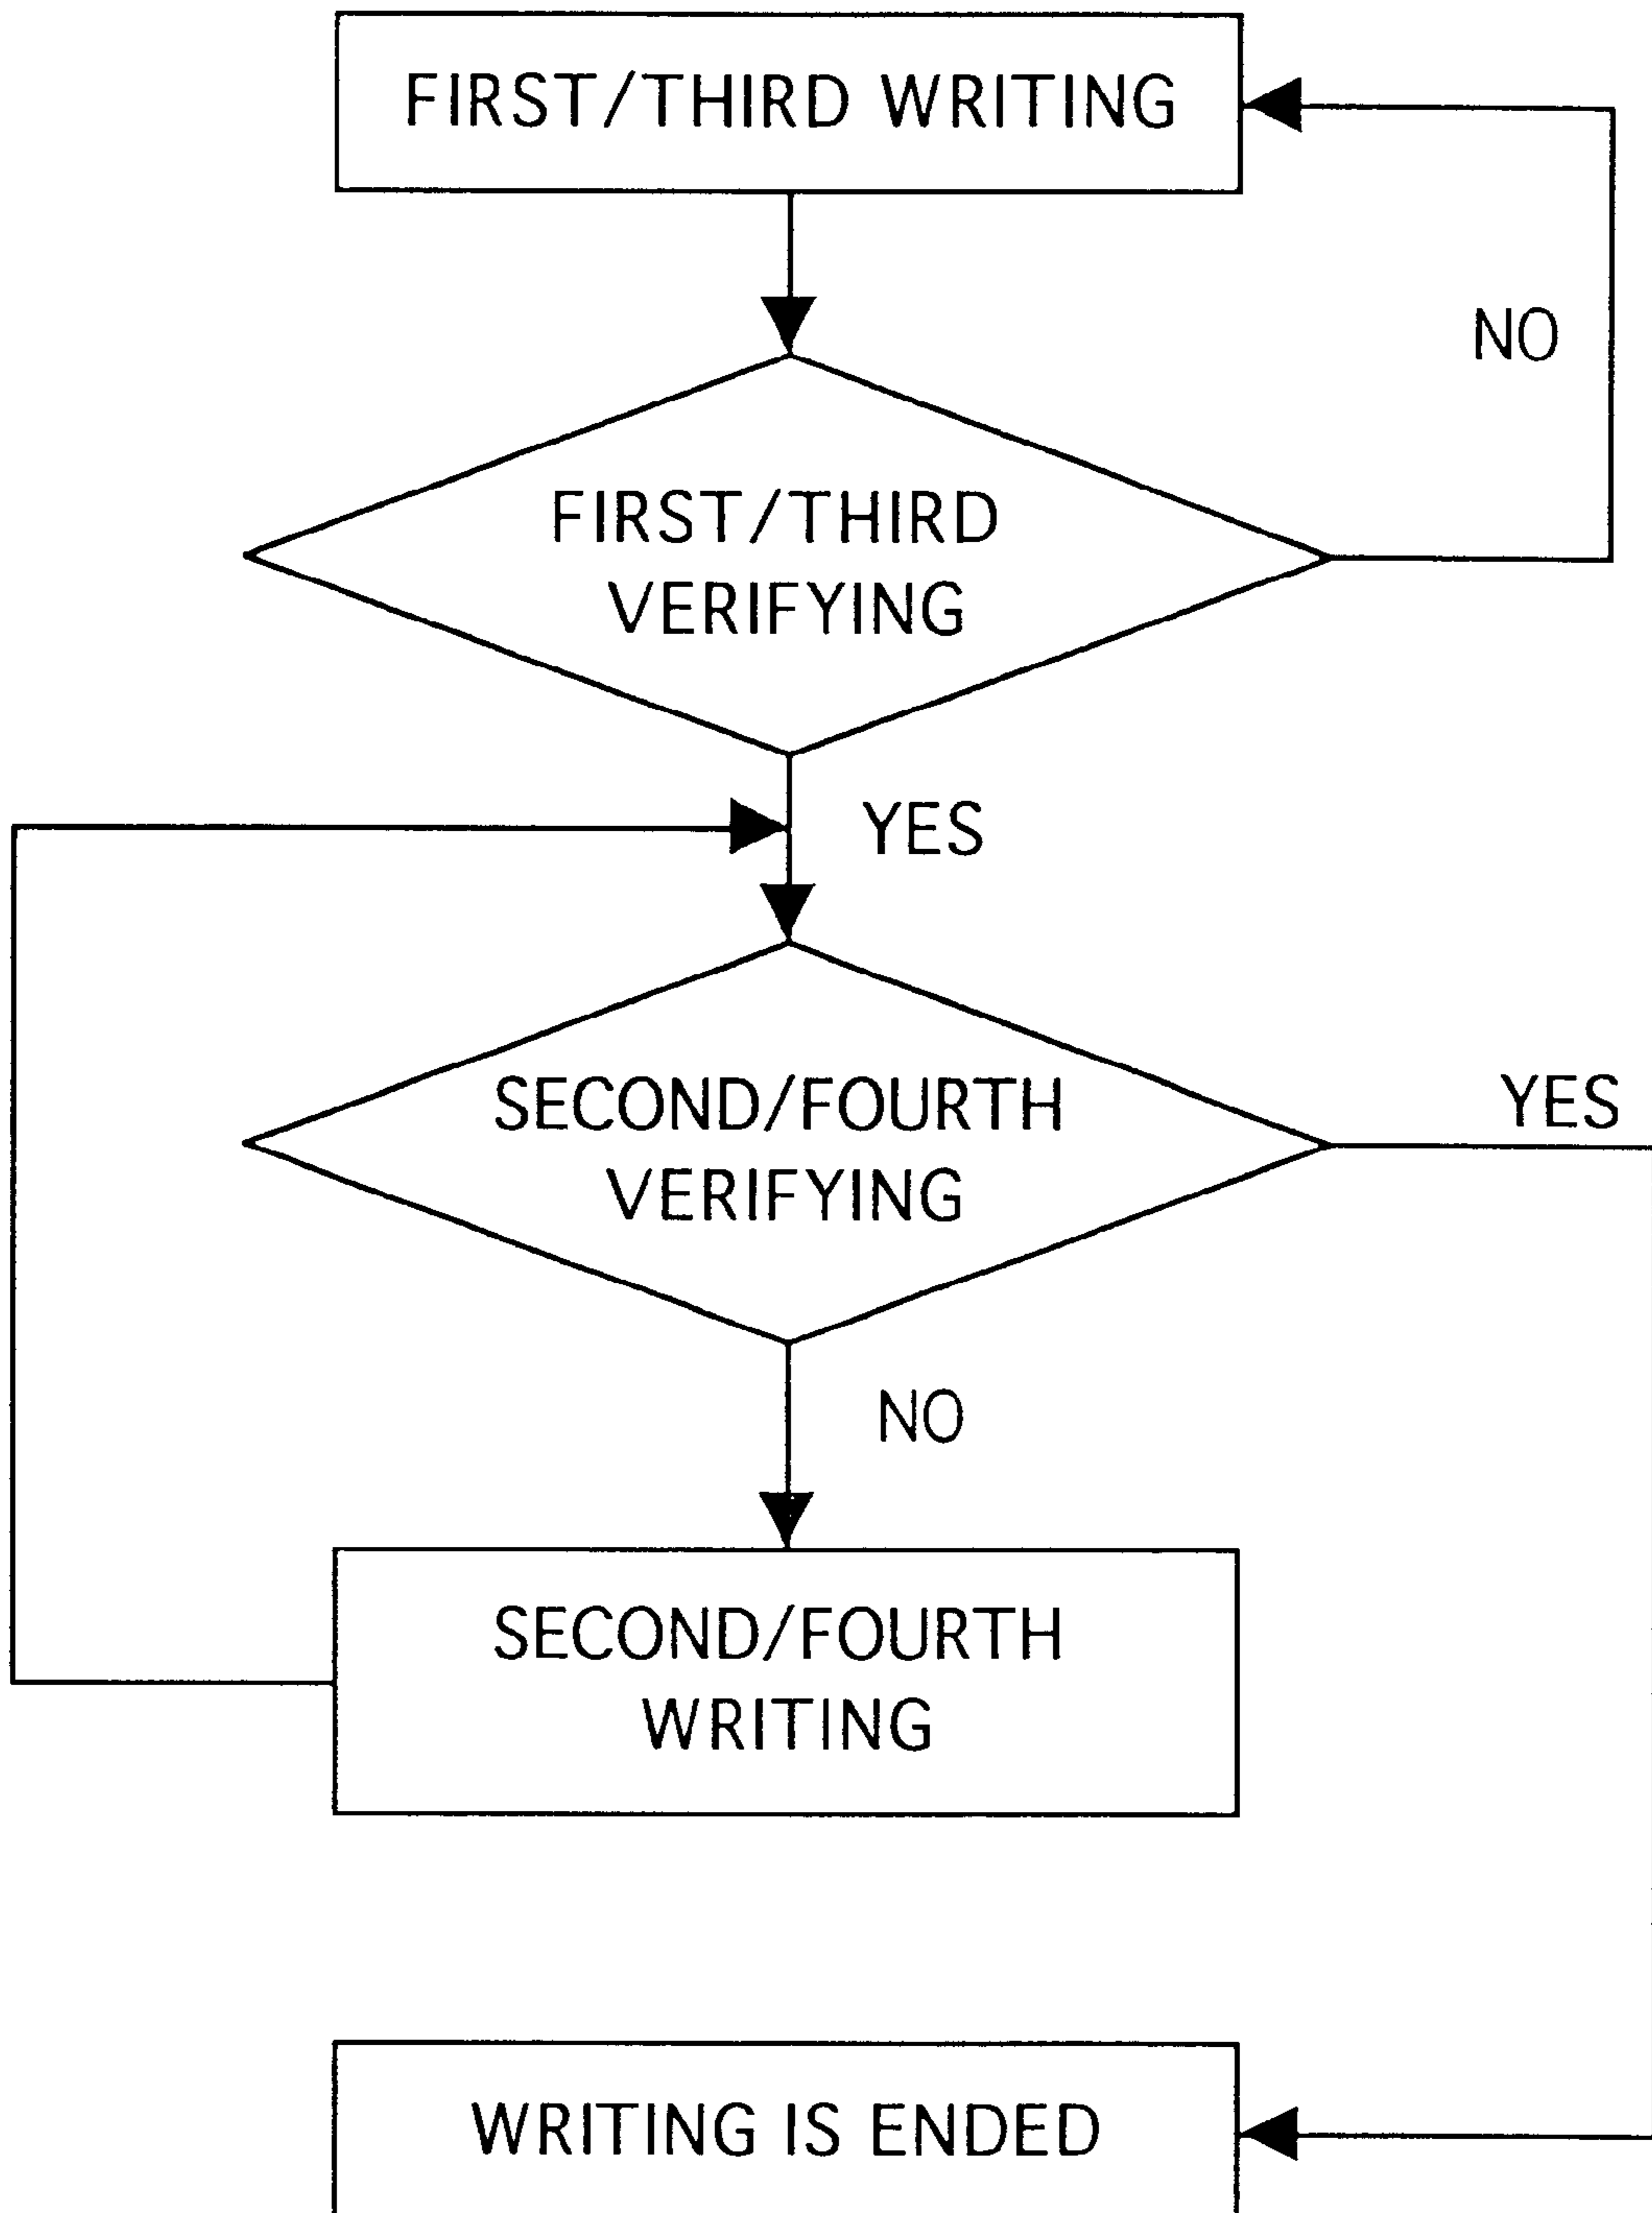 FIRST/THIRD WRITING
NO
FIRST/THIRD
VERIFYING
YES
SECOND/FOURTH
VERIFYING
YES
NO
SECOND/FOURTH
WRITING
WRITING IS ENDED